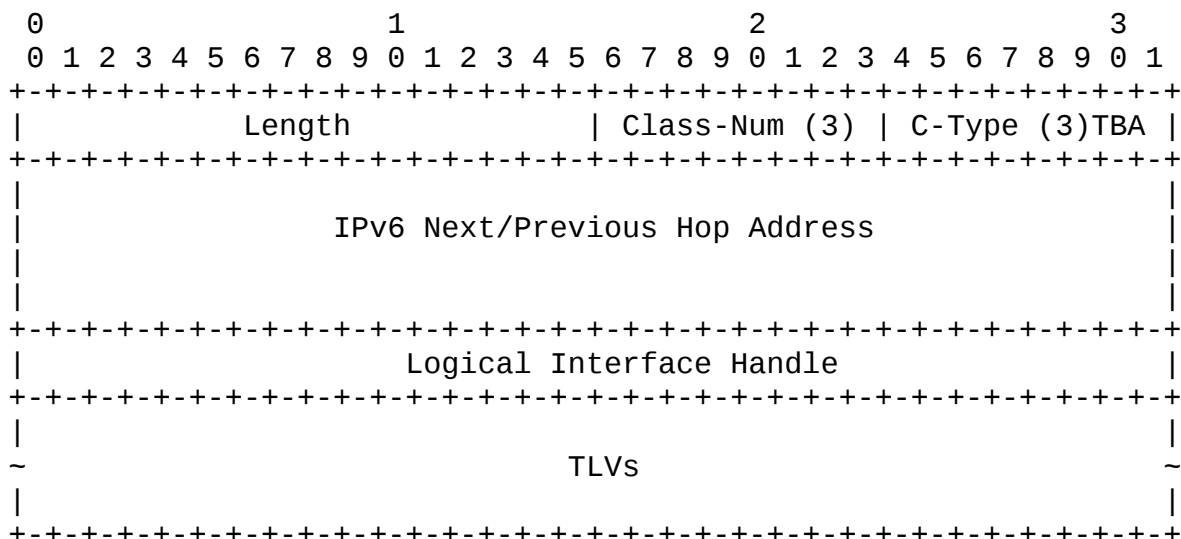 0                   1                   2                   3
 0 1 2 3 4 5 6 7 8 9 0 1 2 3 4 5 6 7 8 9 0 1 2 3 4 5 6 7 8 9 0 1
+-+-+-+-+-+-+-+-+-+-+-+-+-+-+-+-+-+-+-+-+-+-+-+-+-+-+-+-+-+-+-+-+
|            Length             | Class-Num (3) | C-Type (3)TBA |
+-+-+-+-+-+-+-+-+-+-+-+-+-+-+-+-+-+-+-+-+-+-+-+-+-+-+-+-+-+-+-+-+
|                                                               |
|                 IPv6 Next/Previous Hop Address                |
|                                                               |
|                                                               |
+-+-+-+-+-+-+-+-+-+-+-+-+-+-+-+-+-+-+-+-+-+-+-+-+-+-+-+-+-+-+-+-+
|                     Logical Interface Handle                  |
+-+-+-+-+-+-+-+-+-+-+-+-+-+-+-+-+-+-+-+-+-+-+-+-+-+-+-+-+-+-+-+-+
|                                                               |
~                              TLVs                             ~
|                                                               |
+-+-+-+-+-+-+-+-+-+-+-+-+-+-+-+-+-+-+-+-+-+-+-+-+-+-+-+-+-+-+-+-+